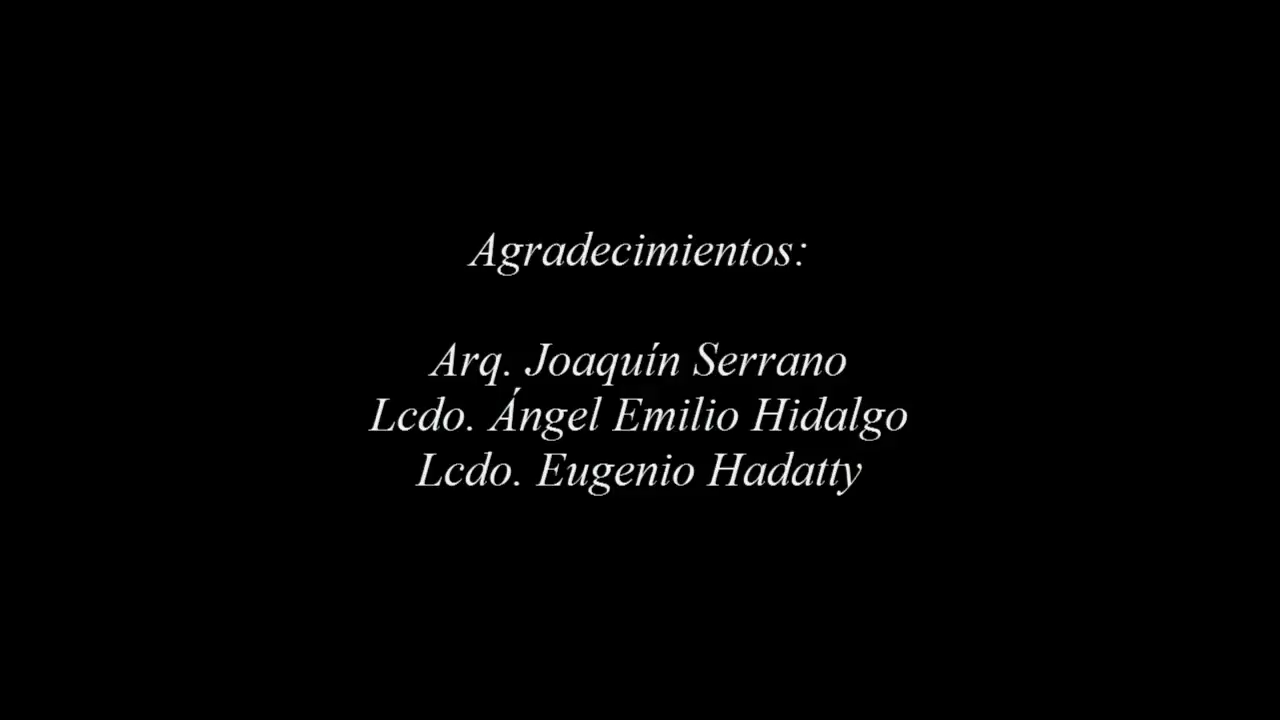 Agradecimientos:
Arq. Joaquín Serrano
Lcdo. Ángel Emilio Hidalgo
Lcdo. Eugenio Hadatty